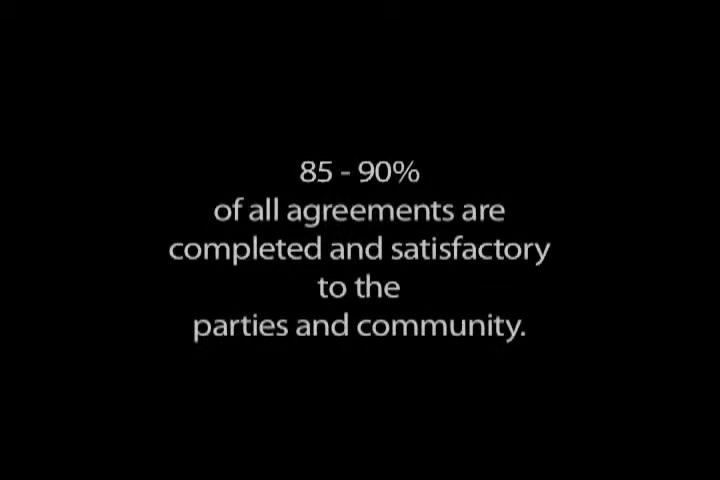 85 - 90%
of all agreements are
completed and satisfactory
to the
parties and community.